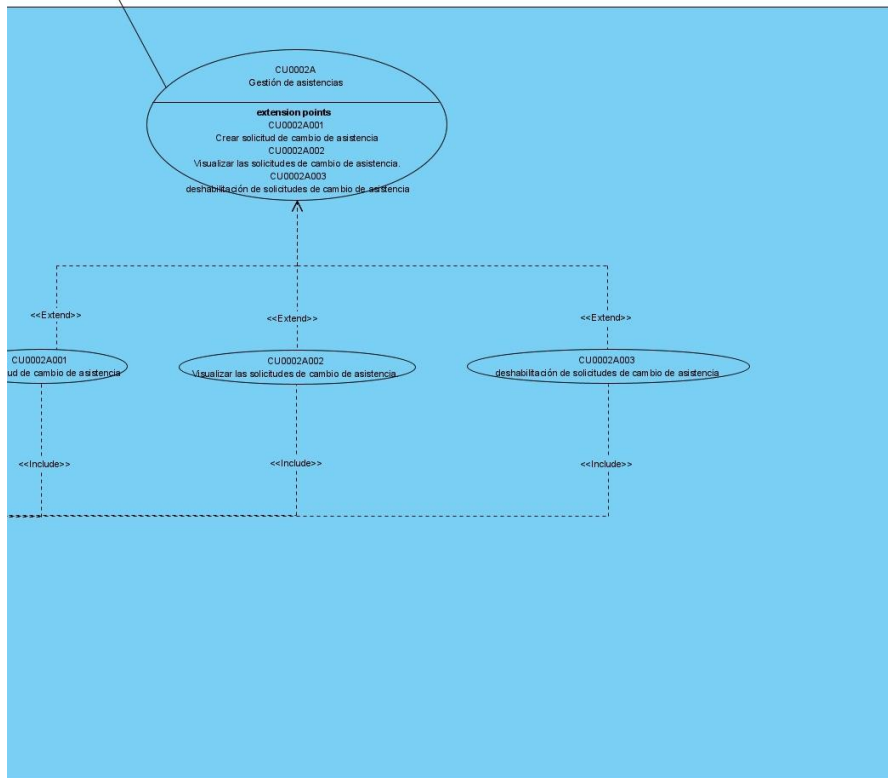 CU0002A
Gestión de asistencias
extension points
CU0002A001
Crear solicitud de cambio de asistencia
CU0002A002
Visualizar las solicitudes de cambio de asistencia.
CU0002A003
deshabilitación de solicitudes de cambio de asistencia
<<Extend>>
<<Extend>>
<<Extend>>
CU0002A001
ud de cambio de asistencia
CU0002A002
Visualizar las solicitudes de cambio de asistencia.
CU0002A003
deshabilitación de solicitudes de cambio de asistencia
<<Include>>
<<Include>>
<<Include>>